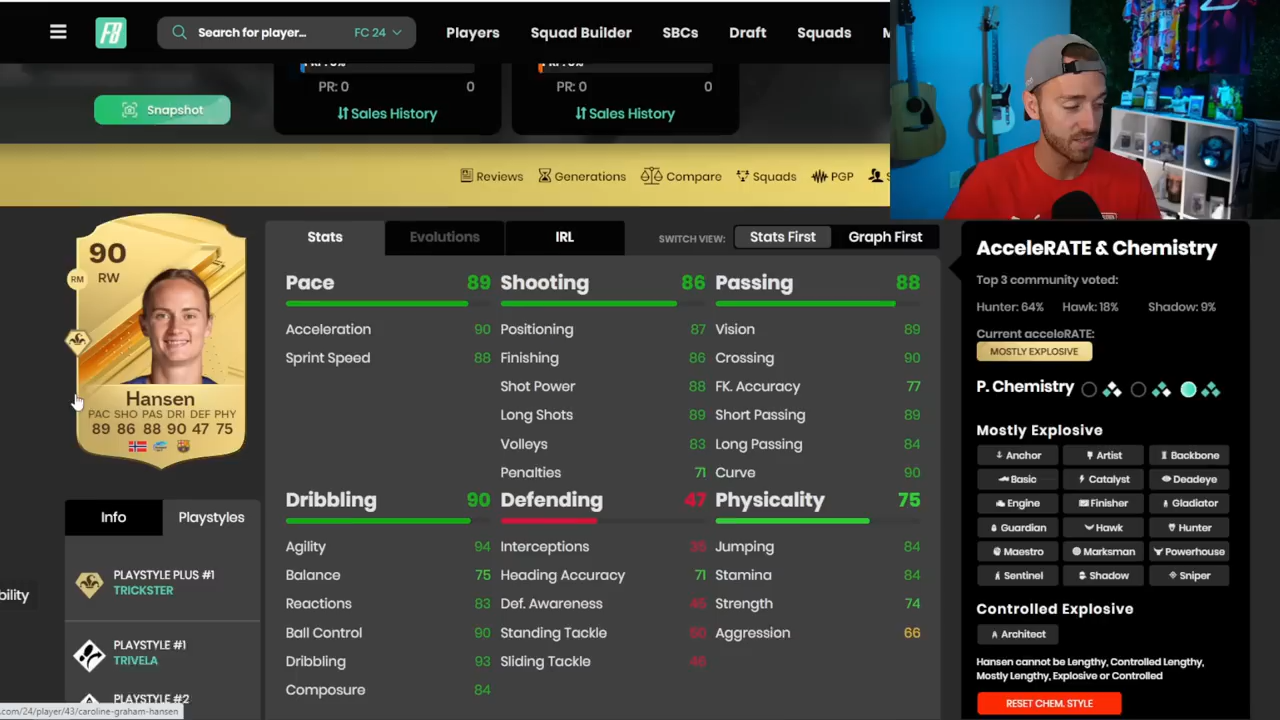 FB
Search for player...
FC 24
Players
Squad Builder
SBCs
Draft
Squads
PR: 0
0
PR: 0
0
Snapshot
Sales History
Sales History
Reviews
Generations
Compare
Squads
PGP
90
RW
RM
Hansen
PAC SHO PAS DRI DEF PHY
89 86 88 90 47 75
Info
Playstyles
PLAYSTYLE PLUS #1
TRICKSTER
PLAYSTYLE #1
TRIVELA
PLAYSTYLE #2
bility
.com/24/player/43/caroline-graham-hansen
Stats
Evolutions
IRL
SWITCH VIEW:
Stats First
Graph First
Pace 89
Acceleration 90
Sprint Speed 88
Shooting 86
Positioning 87
Finishing 86
Shot Power 88
Long Shots 89
Volleys 83
Penalties 71
Passing 88
Vision 89
Crossing 90
FK. Accuracy 77
Short Passing 89
Long Passing 84
Curve 90
Dribbling 90
Agility 94
Balance 75
Reactions 83
Ball Control 90
Dribbling 93
Composure 84
Defending 47
Interceptions
Heading Accuracy 71
Def. Awareness
Standing Tackle
Sliding Tackle
Physicality 75
Jumping 84
Stamina 84
Strength 74
Aggression 66
AcceleRATE & Chemistry
Top 3 community voted:
Hunter: 64% Hawk: 18% Shadow: 9%
Current acceleRATE:
MOSTLY EXPLOSIVE
P. Chemistry
Mostly Explosive
Anchor Artist Backbone
Basic Catalyst Deadeye
Engine Finisher Gladiator
Guardian Hawk Hunter
Maestro Marksman Powerhouse
Sentinel Shadow Sniper
Controlled Explosive
Architect
Hansen cannot be Lengthy, Controlled Lengthy,
Mostly Lengthy, Explosive or Controlled
RESET CHEM. STYLE